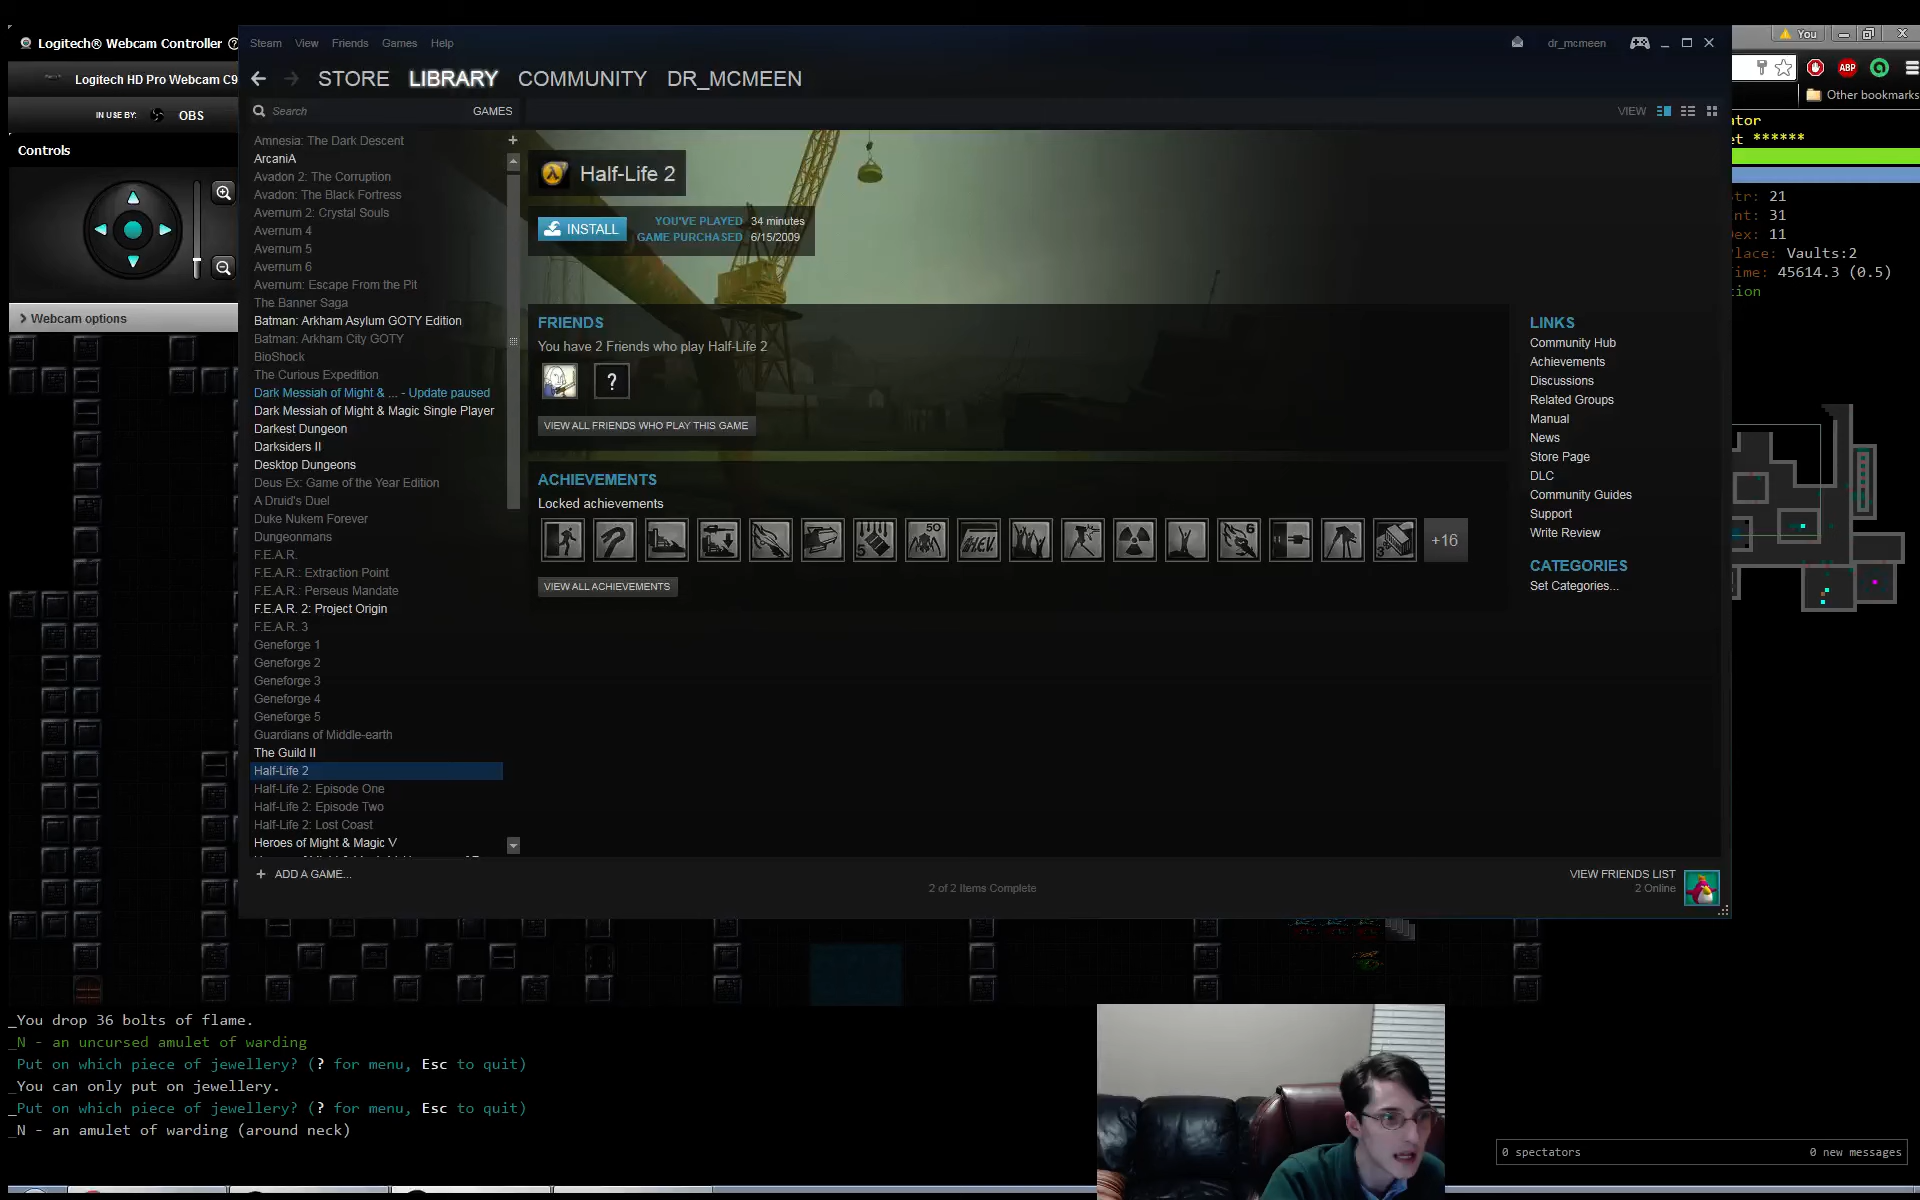 Logitech® Webcam Controller
Logitech HD Pro Webcam C9
IN USE BY: OBS
Controls
Webcam options
Steam View Friends Games Help
dr_mcmeen
STORE LIBRARY COMMUNITY DR_MCMEEN
Search
GAMES
VIEW
Amnesia: The Dark Descent
ArcaniA
Avadon 2: The Corruption
Avadon: The Black Fortress
Avernum 2: Crystal Souls
Avernum 4
Avernum 5
Avernum 6
Avernum: Escape From the Pit
The Banner Saga
Batman: Arkham Asylum GOTY Edition
Batman: Arkham City GOTY
BioShock
The Curious Expedition
Dark Messiah of Might & ... - Update paused
Dark Messiah of Might & Magic Single Player
Darkest Dungeon
Darksiders II
Desktop Dungeons
Deus Ex: Game of the Year Edition
A Druid's Duel
Duke Nukem Forever
Dungeonmans
F.E.A.R.
F.E.A.R.: Extraction Point
F.E.A.R.: Perseus Mandate
F.E.A.R. 2: Project Origin
F.E.A.R. 3
Geneforge 1
Geneforge 2
Geneforge 3
Geneforge 4
Geneforge 5
Guardians of Middle-earth
The Guild II
Half-Life 2
Half-Life 2: Episode One
Half-Life 2: Episode Two
Half-Life 2: Lost Coast
Heroes of Might & Magic V
+ ADD A GAME...
Half-Life 2
INSTALL
YOU'VE PLAYED 34 minutes
GAME PURCHASED 6/15/2009
FRIENDS
You have 2 Friends who play Half-Life 2
?
VIEW ALL FRIENDS WHO PLAY THIS GAME
ACHIEVEMENTS
Locked achievements
5 50 H.E.V. 6 3 +16
VIEW ALL ACHIEVEMENTS
LINKS
Community Hub
Achievements
Discussions
Related Groups
Manual
News
Store Page
DLC
Community Guides
Support
Write Review
CATEGORIES
Set Categories...
2 of 2 Items Complete
VIEW FRIENDS LIST
2 Online
You
ABP
Other bookmarks
utor
et ******
tr: 21
nt: 31
ex: 11
lace: Vaults:2
ime: 45614.3 (0.5)
tion
_You drop 36 bolts of flame.
_N - an uncursed amulet of warding
Put on which piece of jewellery? (? for menu, Esc to quit)
_You can only put on jewellery.
_Put on which piece of jewellery? (? for menu, Esc to quit)
_N - an amulet of warding (around neck)
0 spectators 0 new messages